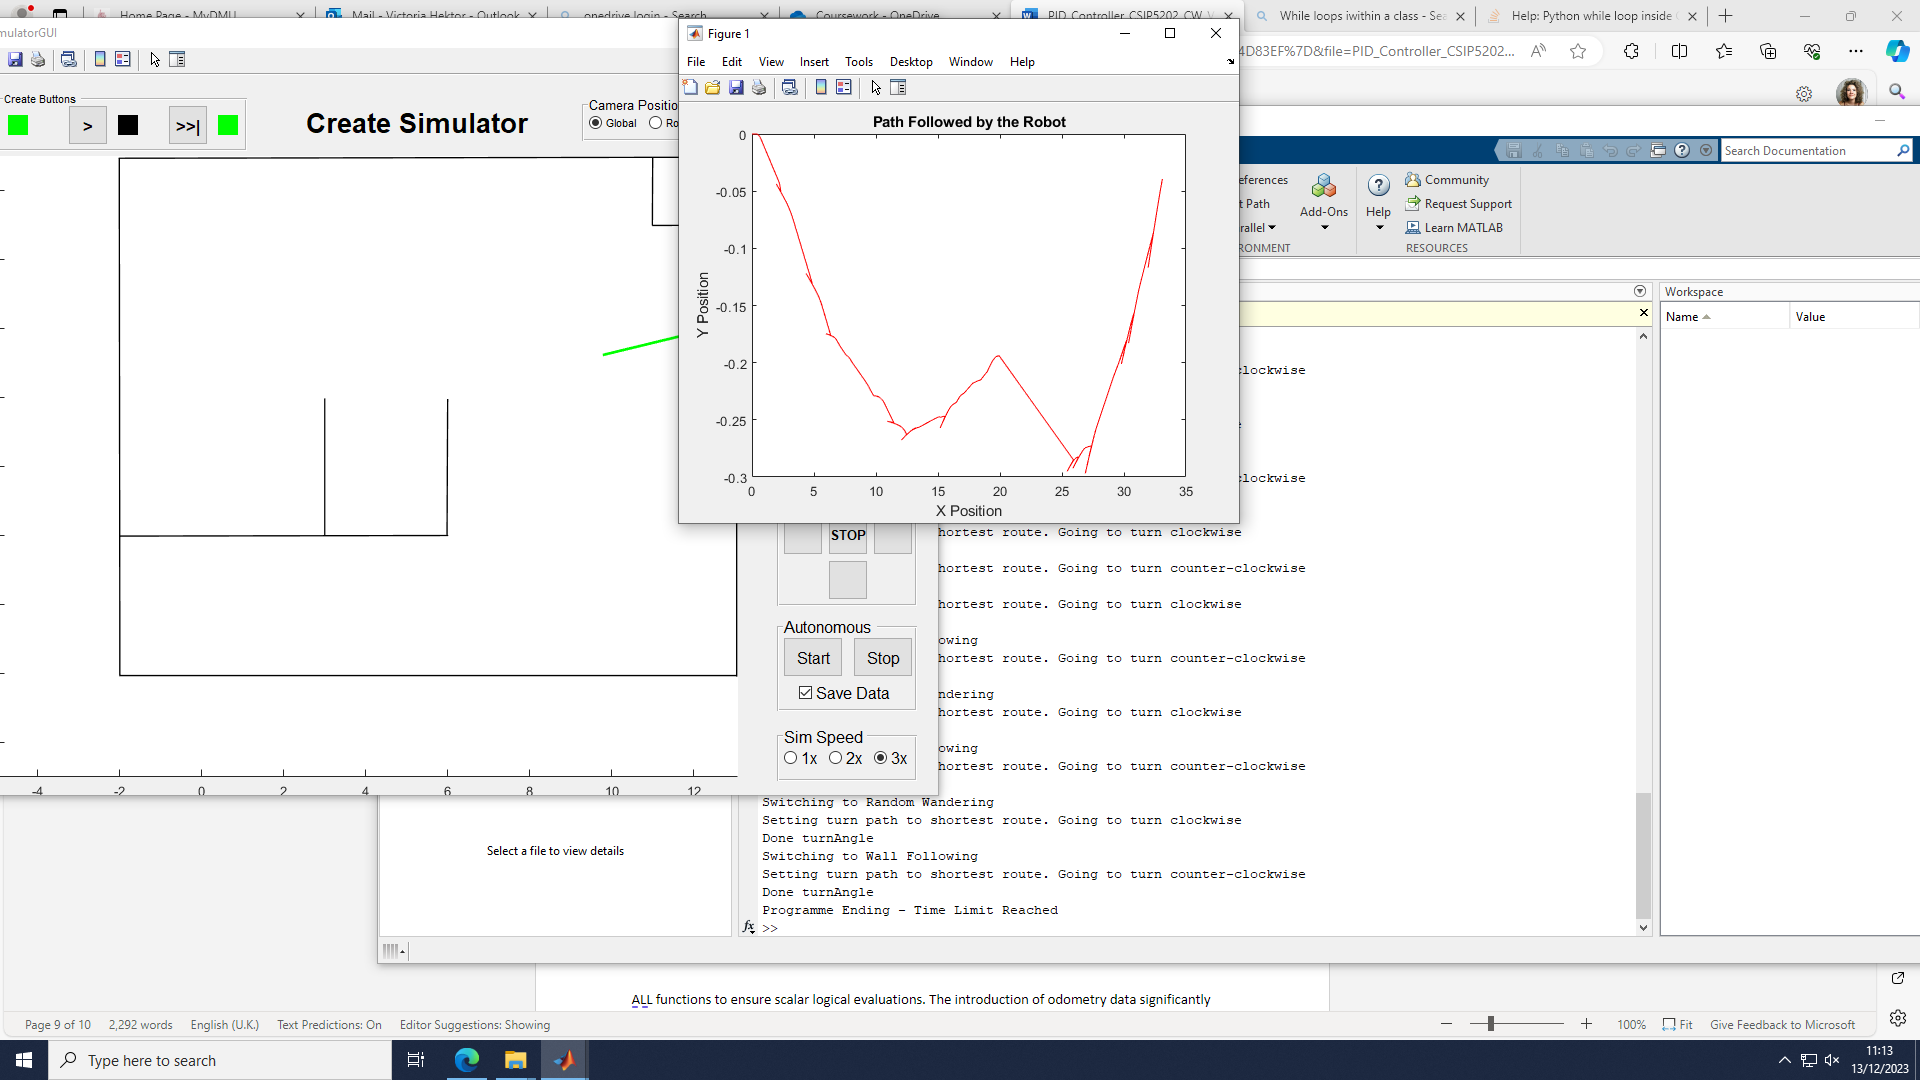 Home Page - MyDMU
Mail - Victoria Hektor - Outlook
onedrive login - Search
Coursework - OneDrive
PID_Controller_CSIP5202_CW_V
While loops iwithin a class - Sea
Help: Python while loop inside
mulatorGUI
Figure 1
4D83EF%7D&file=PID_Controller_CSIP5202...
File Edit View Insert Tools Desktop Window Help
Create Buttons
> >>|
Create Simulator
Camera Positio
Global Ro
Path Followed by the Robot
0
-0.05
-0.1
-0.15
-0.2
-0.25
-0.3
Y Position
0 5 10 15 20 25 30 35
X Position
Search Documentation
eferences
t Path
rallel
RONMENT
Add-Ons
Help
Community
Request Support
Learn MATLAB
RESOURCES
Workspace
Name Value
clockwise
clockwise
STOP
Autonomous
Start Stop
Save Data
Sim Speed
1x 2x 3x
-4 -2 0 2 4 6 8 10 12
hortest route. Going to turn clockwise
hortest route. Going to turn counter-clockwise
hortest route. Going to turn clockwise
owing
hortest route. Going to turn counter-clockwise
ndering
hortest route. Going to turn clockwise
owing
hortest route. Going to turn counter-clockwise
Switching to Random Wandering
Setting turn path to shortest route. Going to turn clockwise
Done turnAngle
Switching to Wall Following
Setting turn path to shortest route. Going to turn counter-clockwise
Done turnAngle
Programme Ending - Time Limit Reached
fx >>
Select a file to view details
ALL functions to ensure scalar logical evaluations. The introduction of odometry data significantly
Page 9 of 10 2,292 words English (U.K.) Text Predictions: On Editor Suggestions: Showing
100% Fit Give Feedback to Microsoft
Type here to search
11:13
13/12/2023